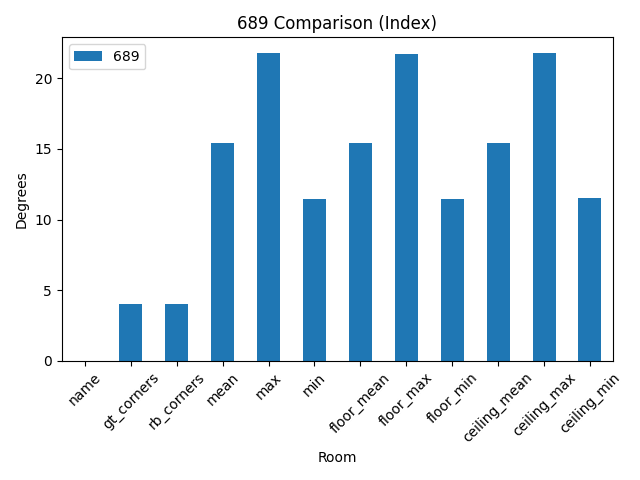 689 Comparison (Index)
689
Degrees
20
15
10
5
0
name
gt_corners
rb_corners
mean
max
min
floor_mean
floor_max
floor_min
ceiling_mean
ceiling_max
ceiling_min
Room